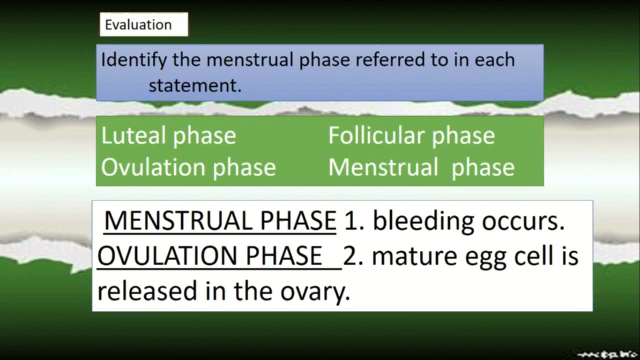 Evaluation
Identify the menstrual phase referred to in each
statement.
Luteal phase Follicular phase
Ovulation phase Menstrual phase
MENSTRUAL PHASE 1. bleeding occurs.
OVULATION PHASE 2. mature egg cell is
released in the ovary.